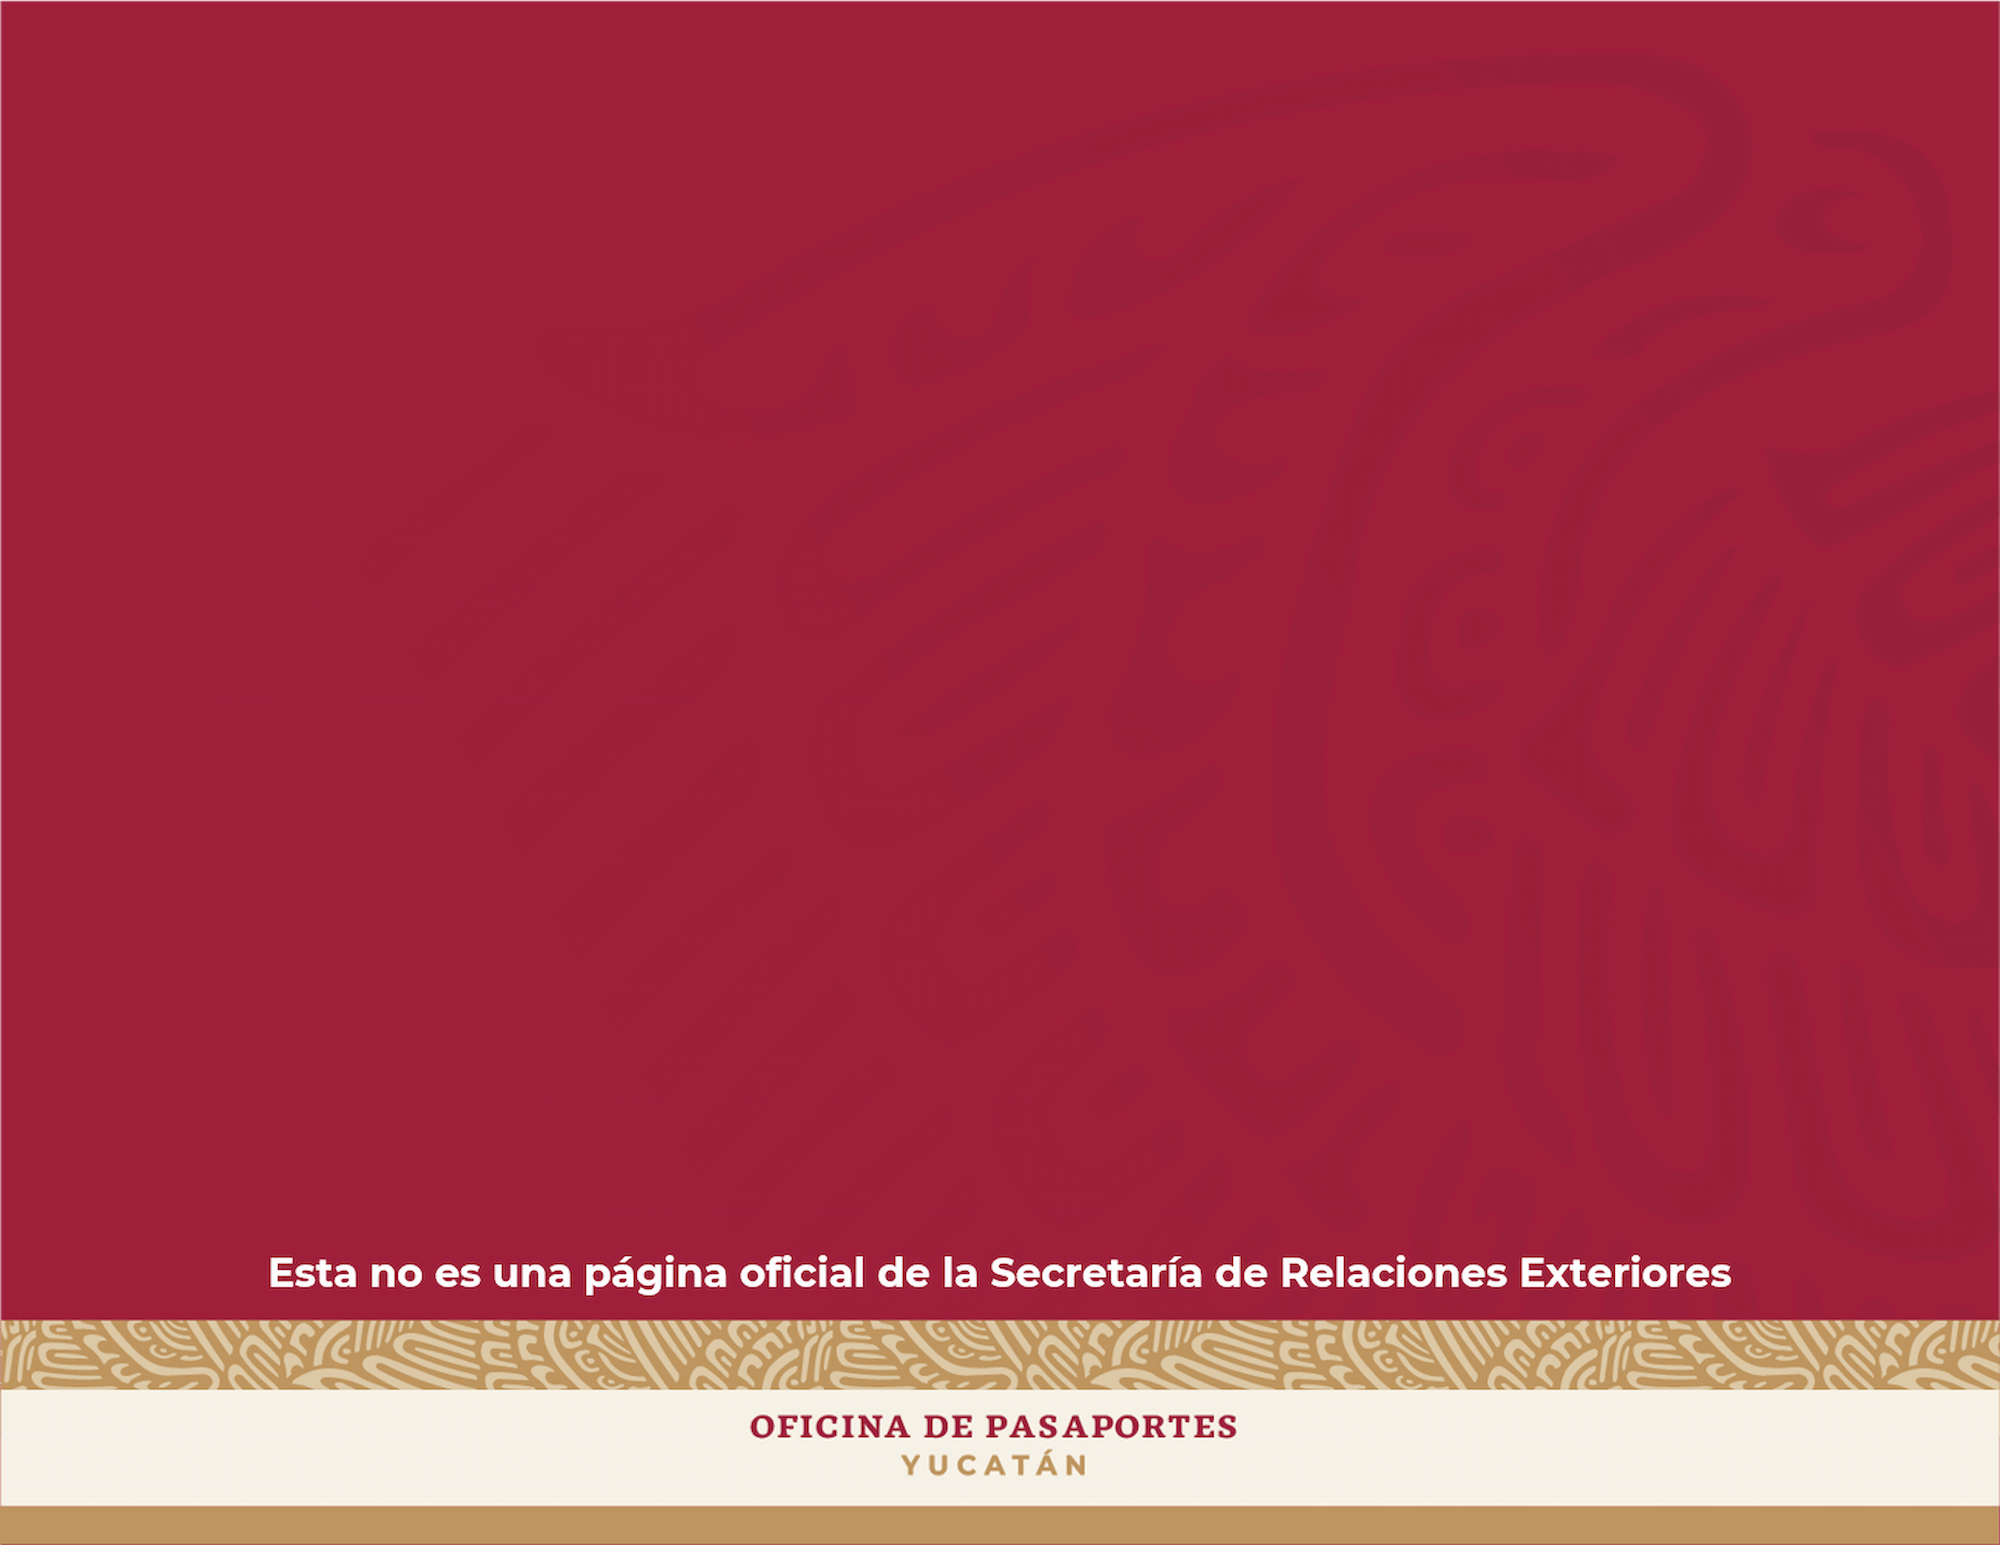 Esta no es una página oficial de la Secretaría de Relaciones Exteriores
OFICINA DE PASAPORTES
YUCATÁN